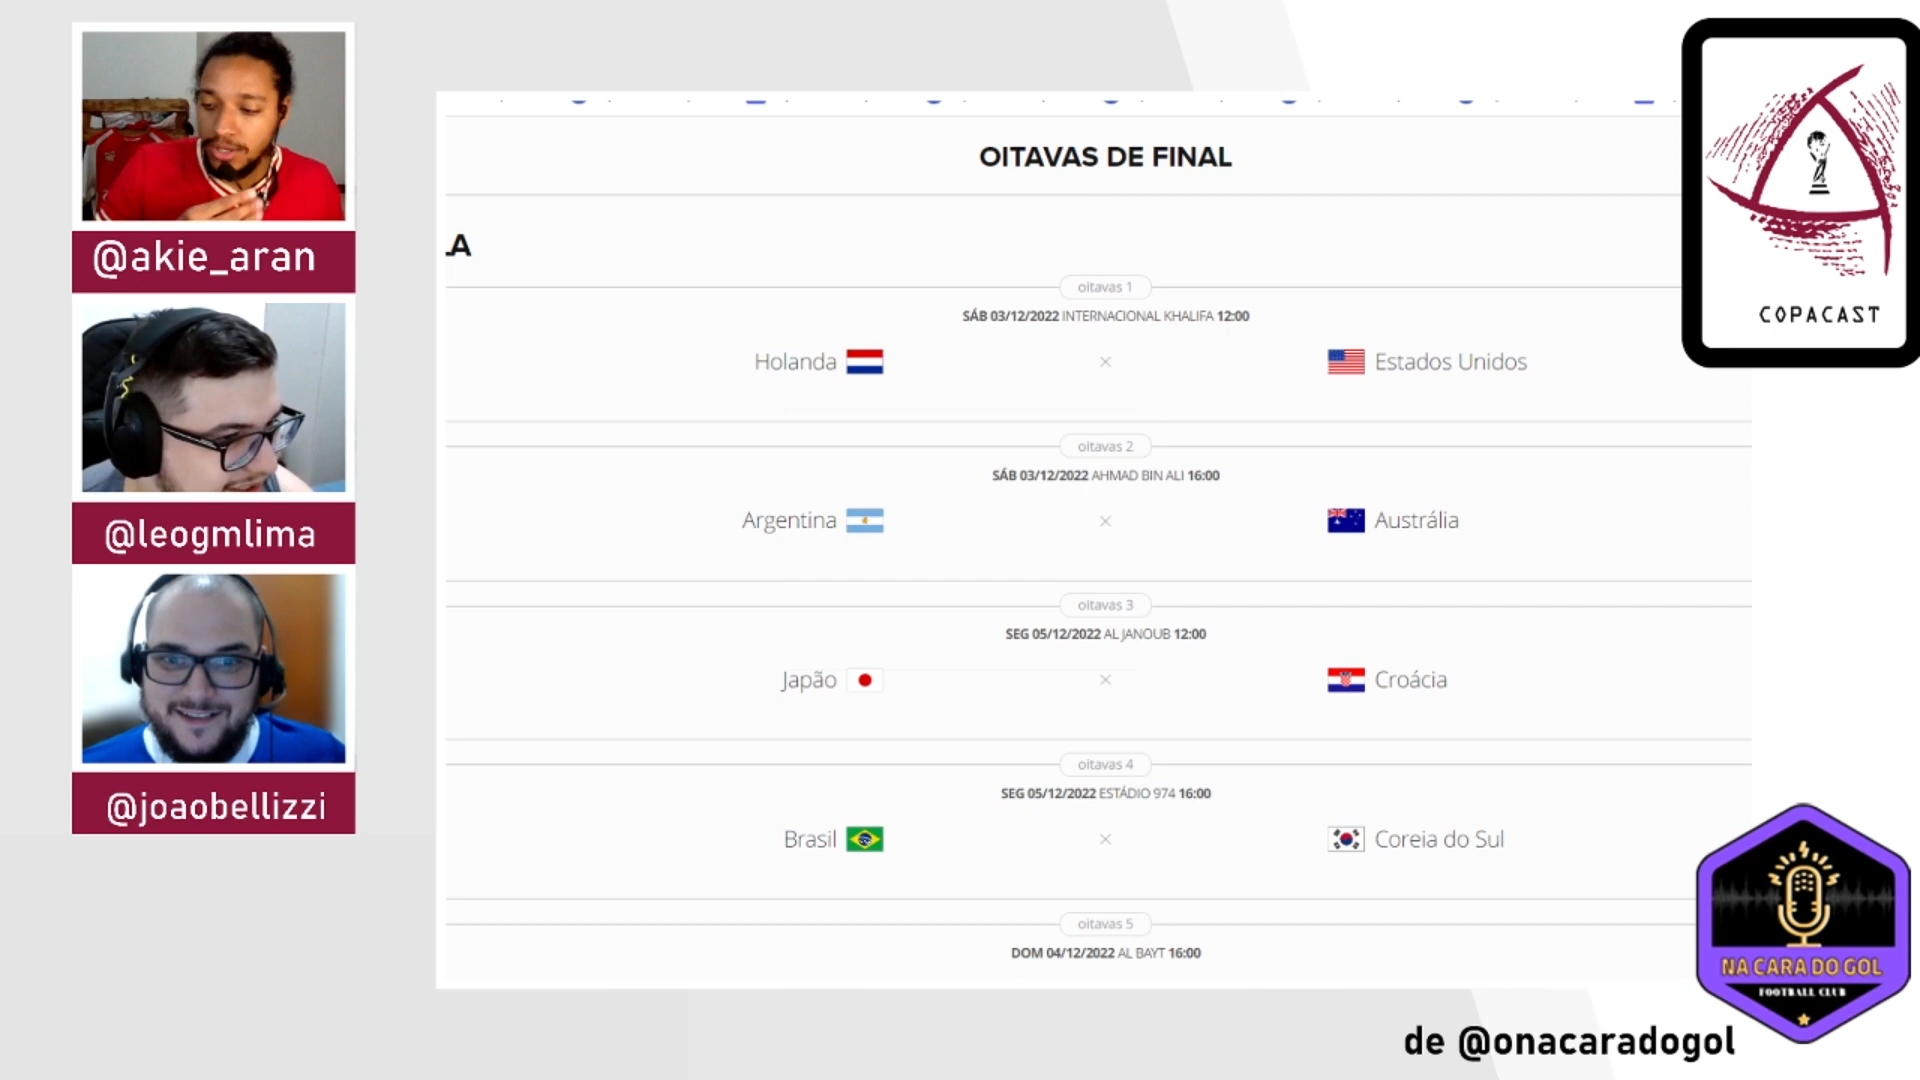 @akie_aran
@leogmlima
@joaobellizzi
OITAVAS DE FINAL
.A
oitavas 1
SÁB 03/12/2022 INTERNACIONAL KHALIFA 12:00
Holanda × Estados Unidos
oitavas 2
SÁB 03/12/2022 AHMAD BIN ALI 16:00
Argentina × Austrália
oitavas 3
SEG 05/12/2022 AL JANOUB 12:00
Japão × Croácia
oitavas 4
SEG 05/12/2022 ESTÁDIO 974 16:00
Brasil × Coreia do Sul
oitavas 5
DOM 04/12/2022 AL BAYT 16:00
COPACAST
NA CARA DO GOL
FOOTBALL CLUB
de @onacaradogol